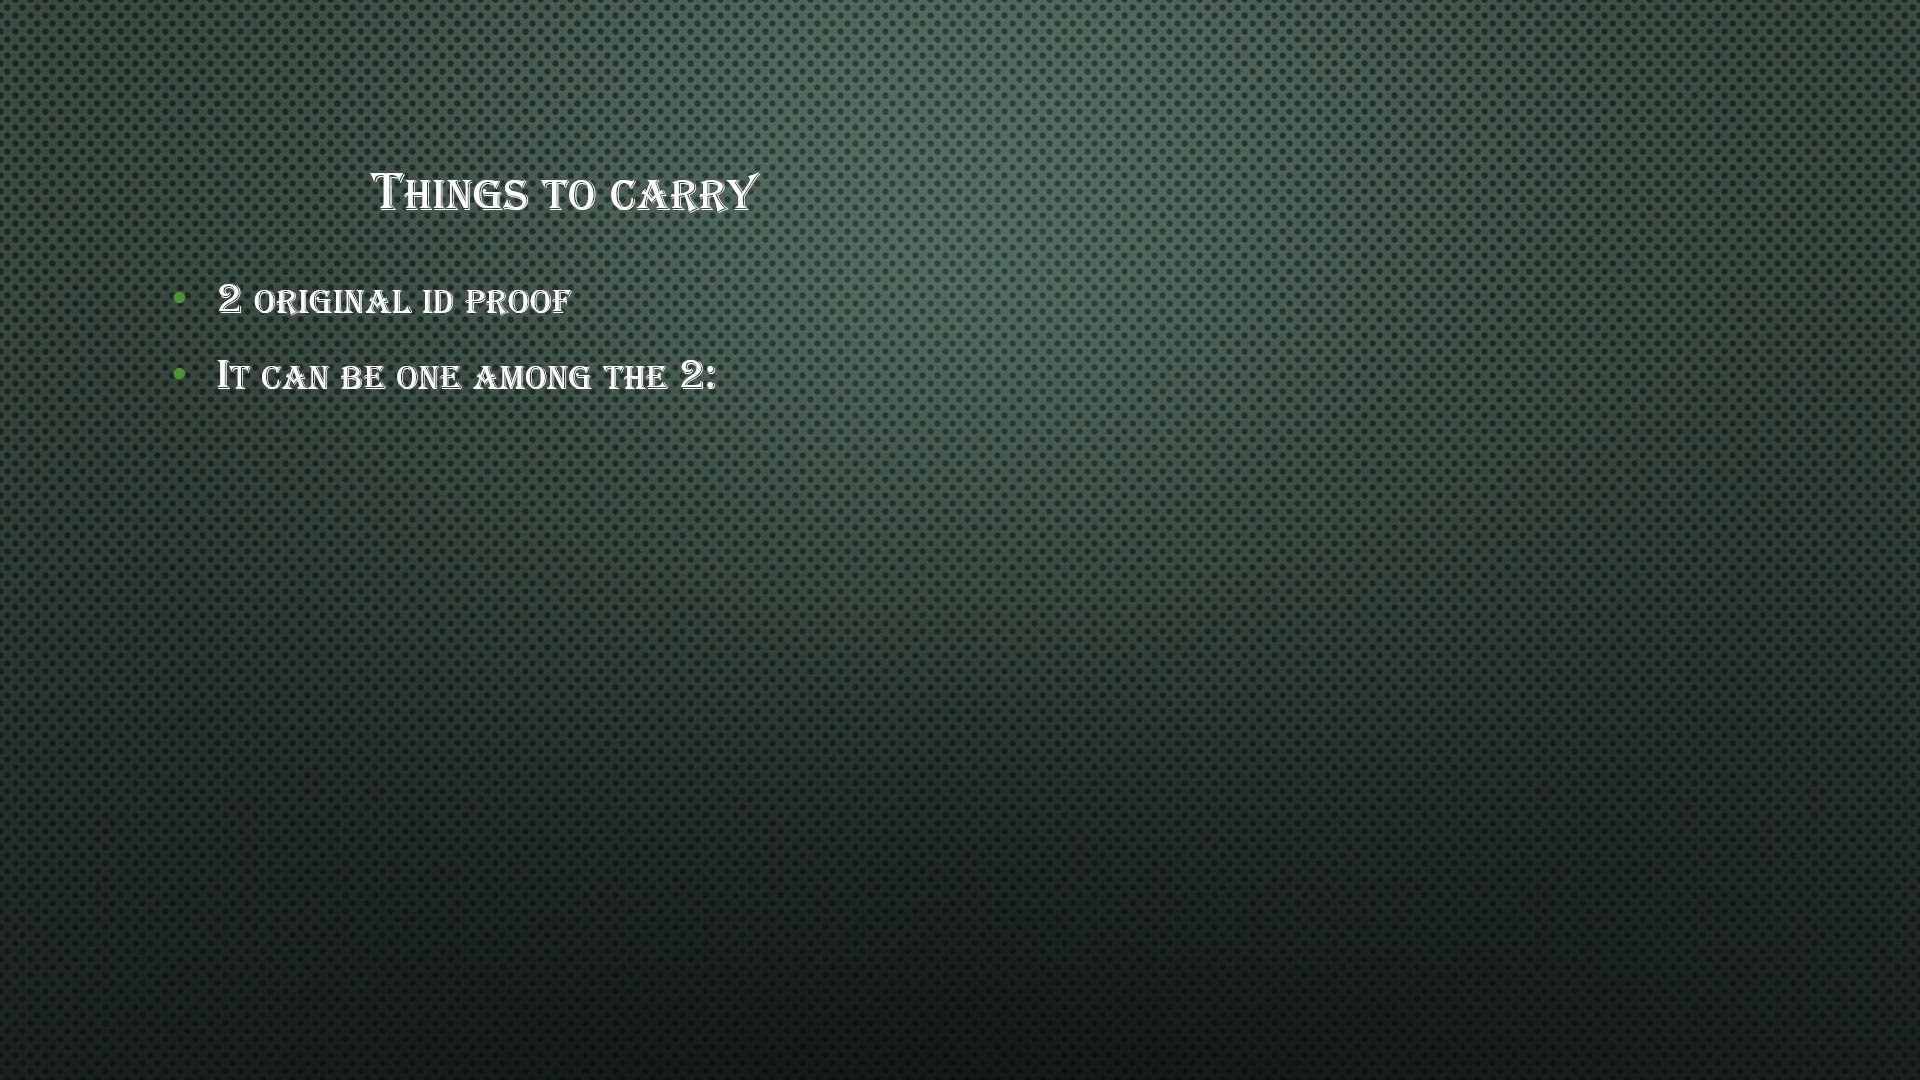 Things to carry
2 original id proof
It can be one among the 2: